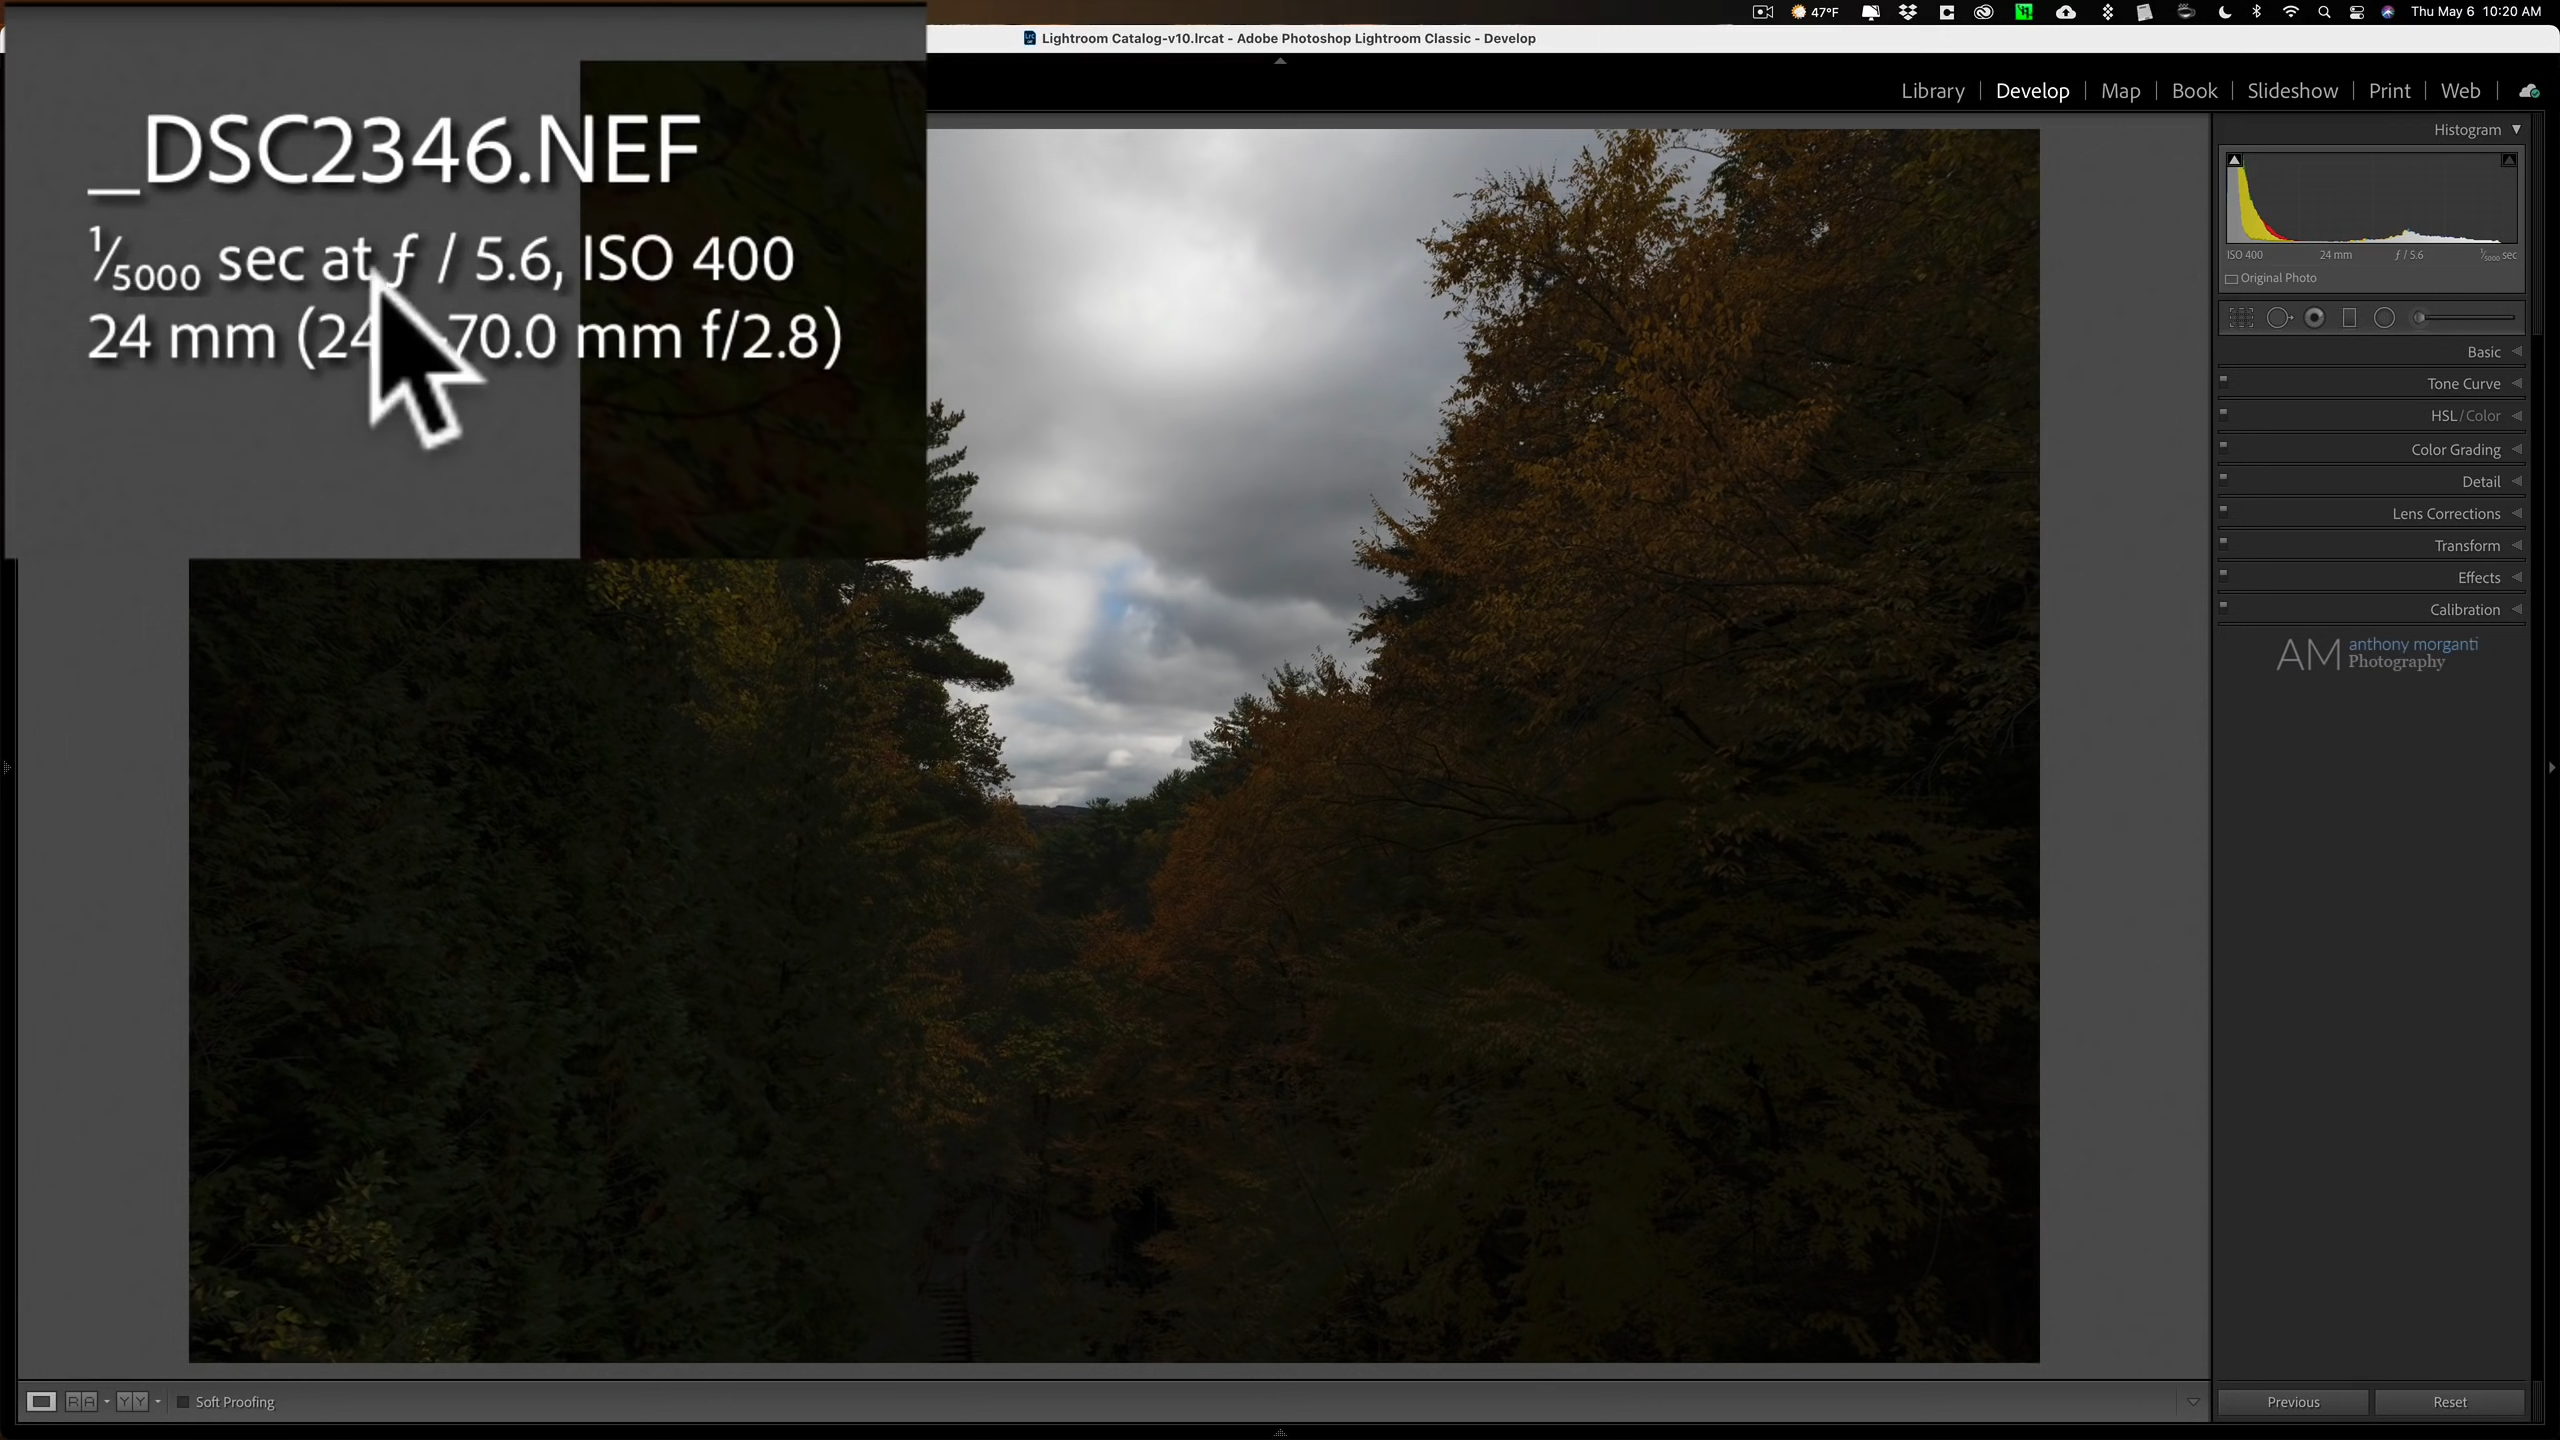 47°F
Thu May 6 10:20 AM
Lightroom Catalog-v10.lrcat - Adobe Photoshop Lightroom Classic - Develop
Library | Develop | Map | Book | Slideshow | Print | Web
_DSC2346.NEF
1/5000 sec at ƒ / 5.6, ISO 400
24 mm (24 70.0 mm f/2.8)
Histogram
ISO 400 24 mm ƒ / 5.6 1/5000 sec
Original Photo
Basic
Tone Curve
HSL / Color
Color Grading
Detail
Lens Corrections
Transform
Effects
Calibration
AM anthony morganti
Photography
R A Y Y Soft Proofing
Previous Reset